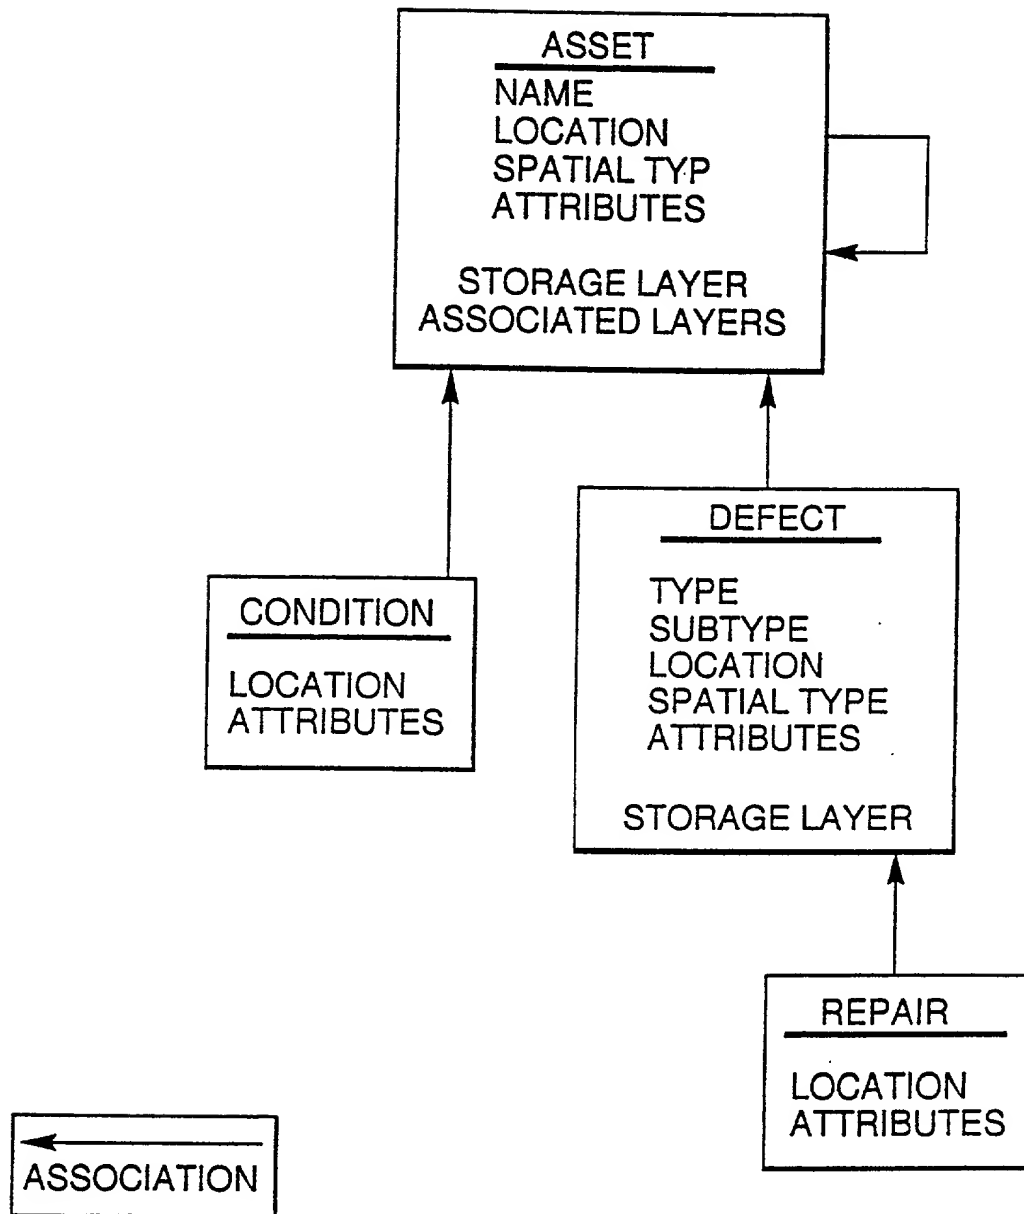 ASSET
NAME
LOCATION
SPATIAL TYP
ATTRIBUTES
STORAGE LAYER
ASSOCIATED LAYERS
CONDITION
LOCATION
ATTRIBUTES
DEFECT
TYPE
SUBTYPE
LOCATION
SPATIAL TYPE
ATTRIBUTES
STORAGE LAYER
REPAIR
LOCATION
ATTRIBUTES
ASSOCIATION